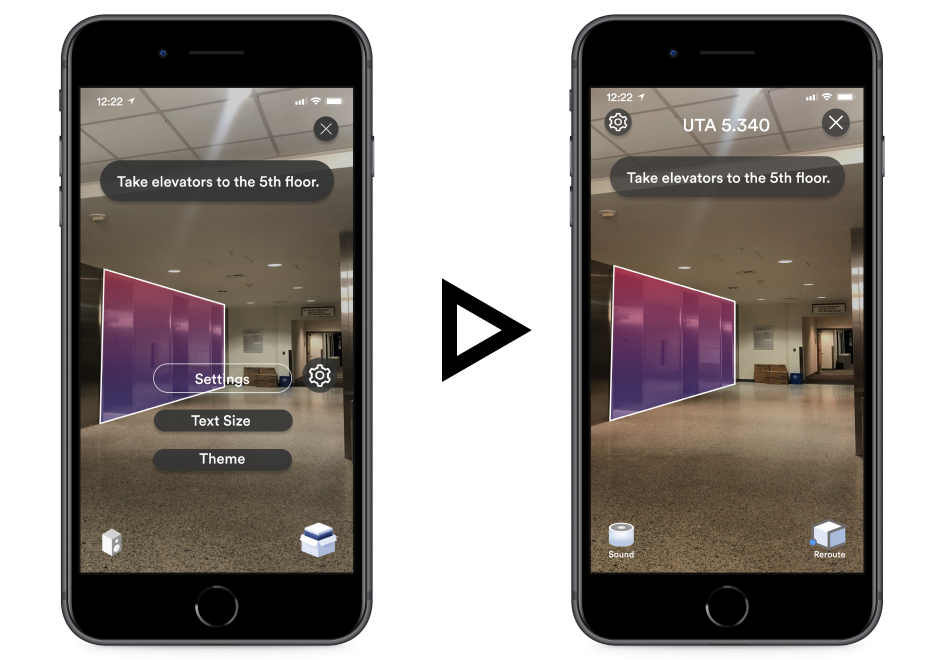 12:22
Take elevators to the 5th floor.
Settings
Text Size
Theme
12:22
UTA 5.340
Take elevators to the 5th floor.
Sound
Reroute